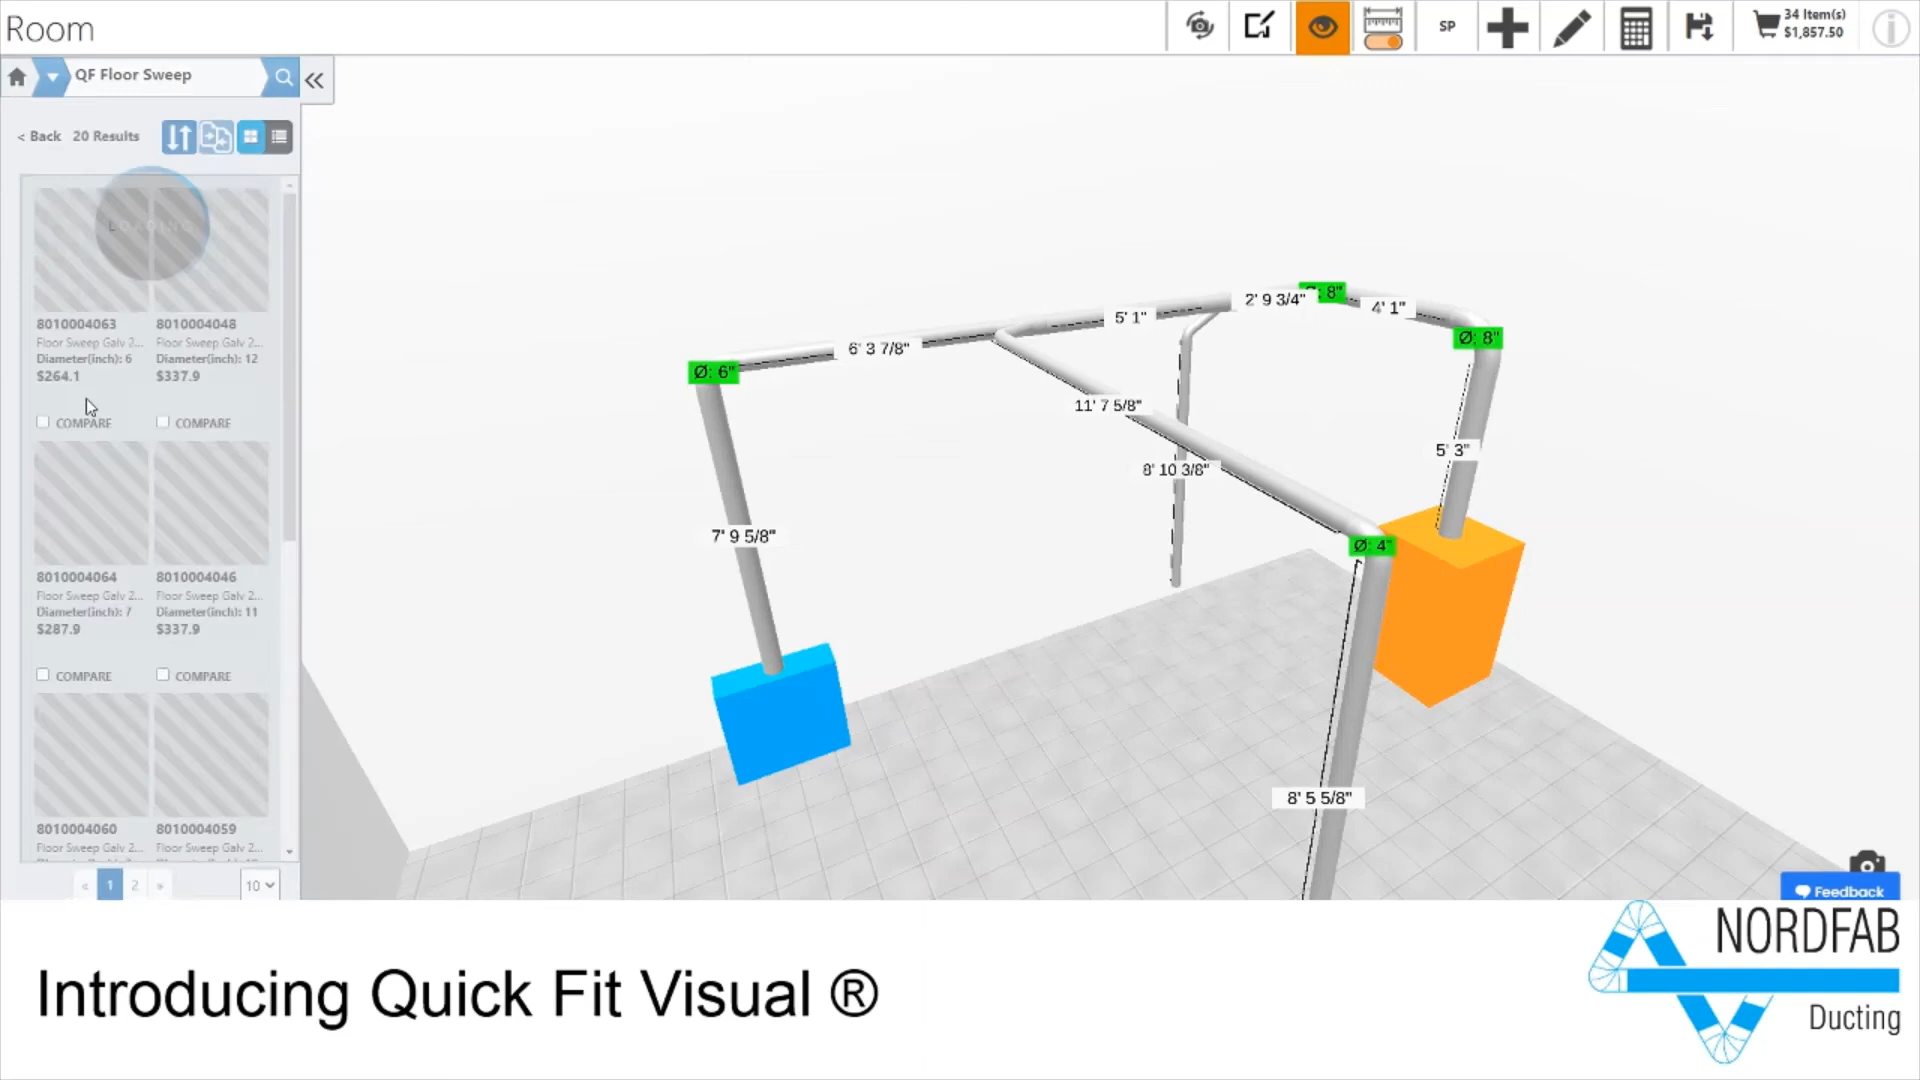 Room
SP
34 Item(s)
$1,857.50
QF Floor Sweep
< Back 20 Results
LOADING
8010004063
Floor Sweep Galv 2...
Diameter(inch): 6
$264.1
COMPARE
8010004048
Floor Sweep Galv 2...
Diameter(inch): 12
$337.9
COMPARE
8010004064
Floor Sweep Galv 2...
Diameter(inch): 7
$287.9
COMPARE
8010004046
Floor Sweep Galv 2...
Diameter(inch): 11
$337.9
COMPARE
8010004060
Floor Sweep Galv 2...
8010004059
Floor Sweep Galv 2...
« 1 2 » 10
Ø: 6"
6' 3 7/8"
5' 1"
2' 9 3/4"
8"
4' 1"
Ø: 8"
11' 7 5/8"
8' 10 3/8"
5' 3"
7' 9 5/8"
Ø: 4"
8' 5 5/8"
Feedback
Introducing Quick Fit Visual ®
NORDFAB
Ducting